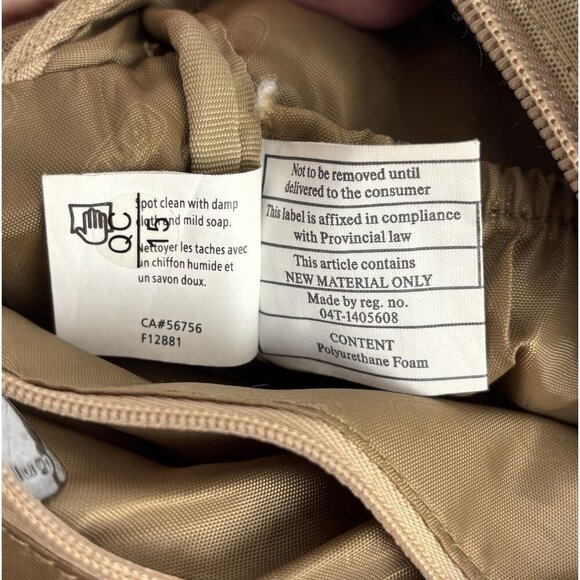 Spot clean with damp
cloth and mild soap.
Nettoyer les taches avec
un chiffon humide et
un savon doux.
QC
15
CA#56756
F12881
Not to be removed until
delivered to the consumer
This label is affixed in compliance
with Provincial law
This article contains
NEW MATERIAL ONLY
Made by reg. no.
04T-1405608
CONTENT
Polyurethane Foam